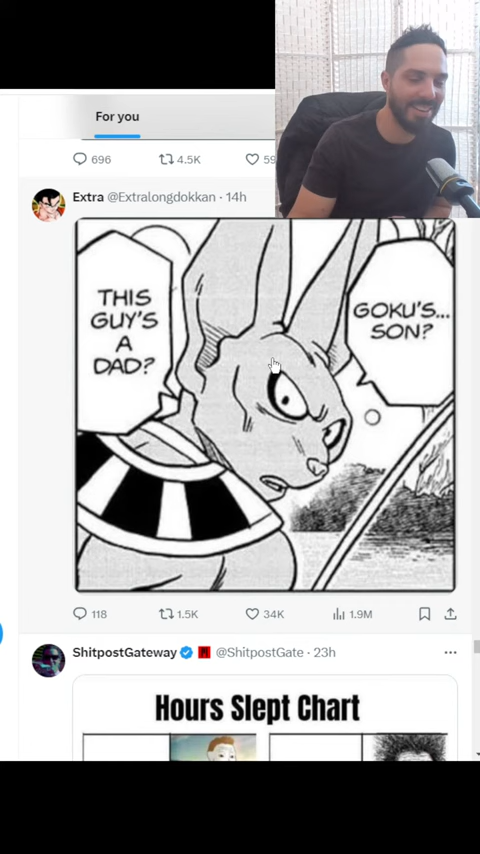 For you
696
4.5K
59
Extra @Extralongdokkan · 14h
THIS
GUY'S
A
DAD?
GOKU'S...
SON?
118
1.5K
34K
1.9M
ShitpostGateway @ShitpostGate · 23h
Hours Slept Chart